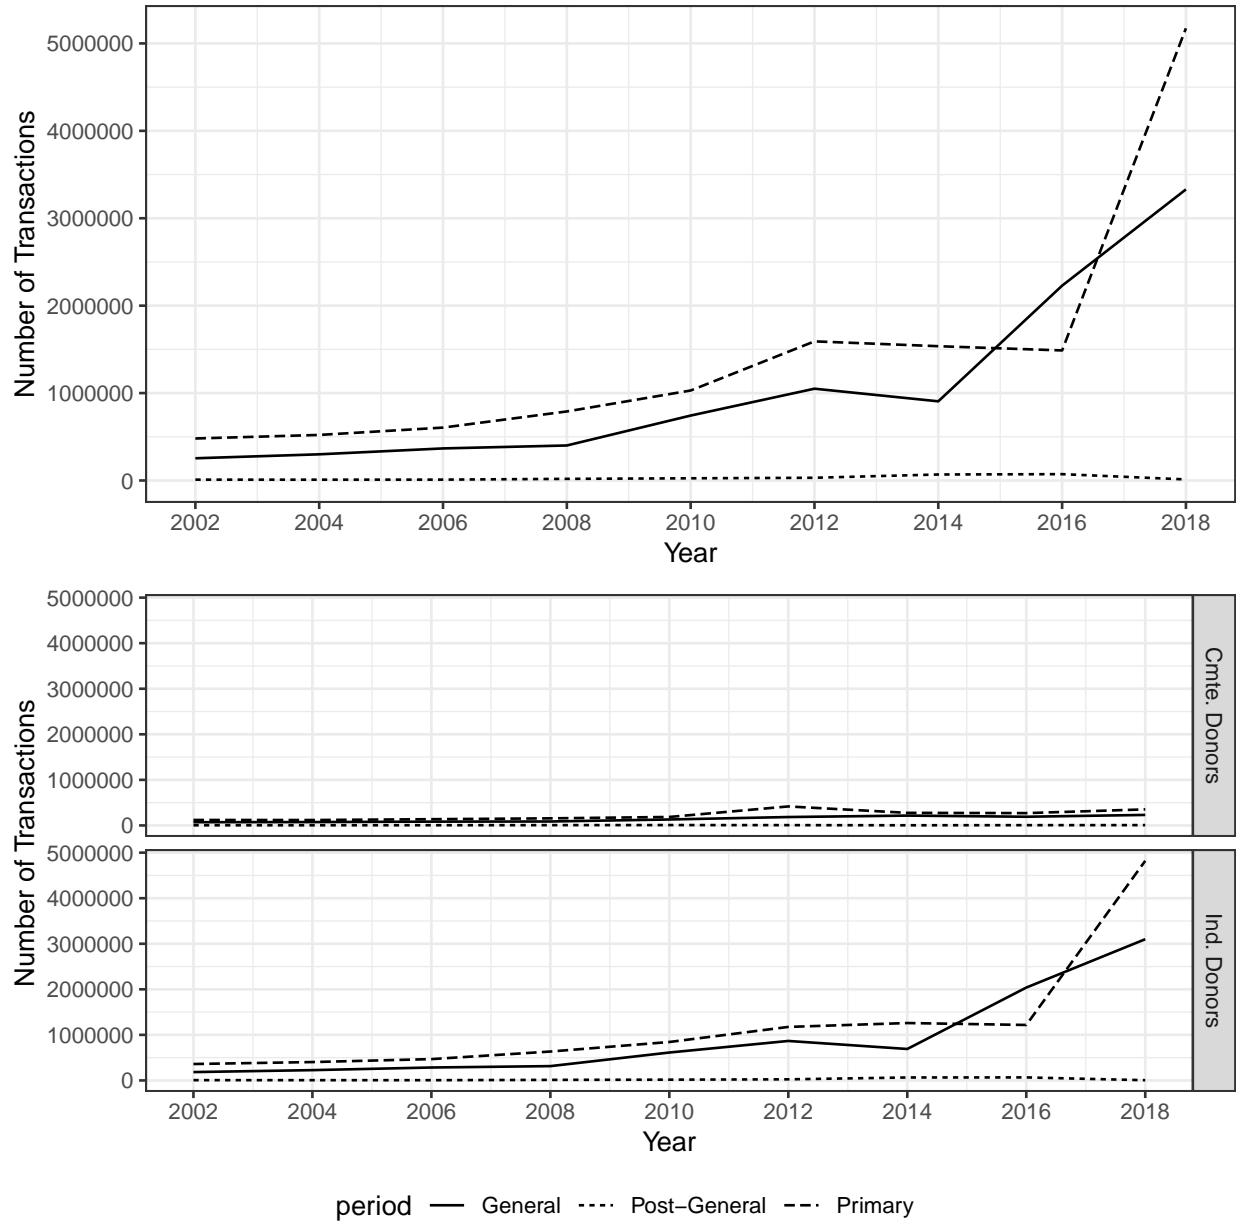 Number of Transactions
5000000
4000000
3000000
2000000
1000000
0
2002 2004 2006 2008 2010 2012 2014 2016 2018
Year
Number of Transactions
5000000
4000000
3000000
2000000
1000000
0
Cmte. Donors
5000000
4000000
3000000
2000000
1000000
0
Ind. Donors
2002 2004 2006 2008 2010 2012 2014 2016 2018
Year
period General Post−General Primary